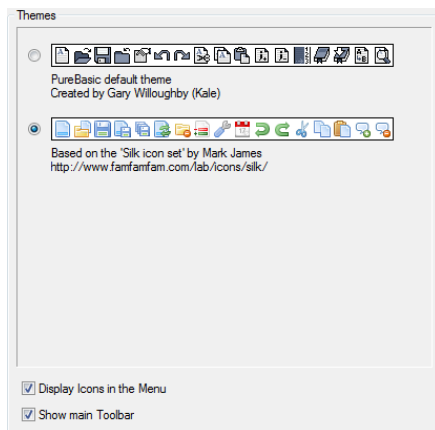 Themes
PureBasic default theme
Created by Gary Willoughby (Kale)
Based on the 'Silk icon set' by Mark James
http://www.famfamfam.com/lab/icons/silk/
Display Icons in the Menu
Show main Toolbar